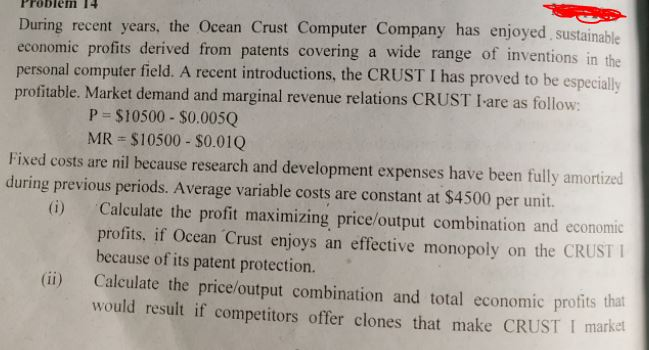 Problem 14
During recent years, the Ocean Crust Computer Company has enjoyed sustainable
economic profits derived from patents covering a wide range of inventions in the
personal computer field. A recent introductions, the CRUST I has proved to be especially
profitable. Market demand and marginal revenue relations CRUST I are as follow:
P = $10500 - $0.005Q
MR = $10500 - $0.01Q
Fixed costs are nil because research and development expenses have been fully amortized
during previous periods. Average variable costs are constant at $4500 per unit.
(i) Calculate the profit maximizing price/output combination and economic
profits, if Ocean Crust enjoys an effective monopoly on the CRUST I
because of its patent protection.
(ii) Calculate the price/output combination and total economic profits that
would result if competitors offer clones that make CRUST I market